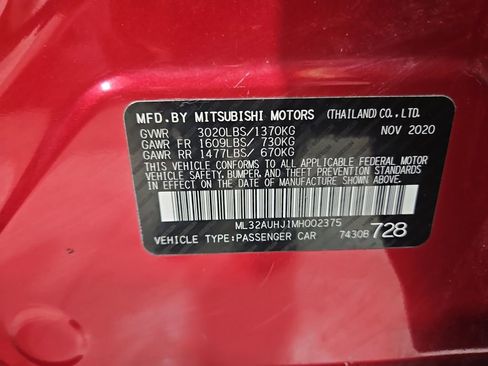 MFD.BY MITSUBISHI MOTORS (THAILAND) CO.,LTD.
GVWR 3020LBS/1370KG NOV 2020
GAWR FR 1609LBS/ 730KG
GAWR RR 1477LBS/ 670KG
THIS VEHICLE CONFORMS TO ALL APPLICABLE FEDERAL MOTOR
VEHICLE SAFETY, BUMPER, AND THEFT PREVENTION STANDARDS
IN EFFECT ON THE DATE OF MANUFACTURE SHOWN ABOVE.
ML32AUHJ1MH002375
VEHICLE TYPE:PASSENGER CAR 7430B 728